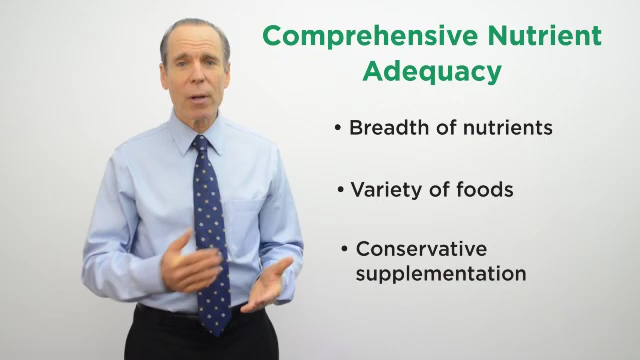 Comprehensive Nutrient
Adequacy
• Breadth of nutrients
• Variety of foods
• Conservative
supplementation